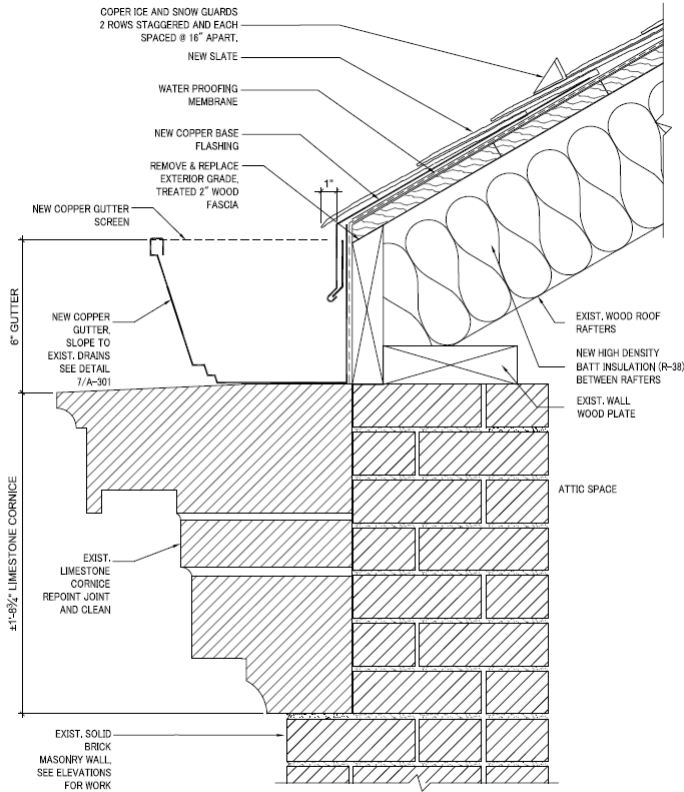 COPER ICE AND SNOW GUARDS
2 ROWS STAGGERED AND EACH
SPACED @ 16" APART.
NEW SLATE
WATER PROOFING
MEMBRANE
NEW COPPER BASE
FLASHING
REMOVE & REPLACE
EXTERIOR GRADE,
TREATED 2" WOOD
FASCIA
1"
NEW COPPER GUTTER
SCREEN
6" GUTTER
NEW COPPER
GUTTER,
SLOPE TO
EXIST. DRAINS
SEE DETAIL
7/A-301
EXIST. WOOD ROOF
RAFTERS
NEW HIGH DENSITY
BATT INSULATION (R-38)
BETWEEN RAFTERS
EXIST. WALL
WOOD PLATE
ATTIC SPACE
±1'-8¾" LIMESTONE CORNICE
EXIST.
LIMESTONE
CORNICE
REPOINT JOINT
AND CLEAN
EXIST. SOLID
BRICK
MASONRY WALL,
SEE ELEVATIONS
FOR WORK